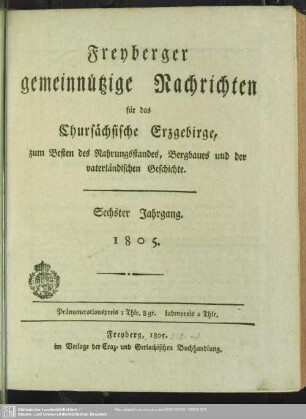 Freyberger
gemeinnützige Nachrichten
für das
Chursächsische Erzgebirge,
zum Besten des Nahrungsstandes, Bergbaues und der
vaterländischen Geschichte.
Sechster Jahrgang.
1805.
Pränumerationspreis 1 Thlr. 8 gr. Ladenpreis 2 Thlr.
Freyberg, 1805.
im Verlage der Craz- und Gerlachischen Buchhandlung.